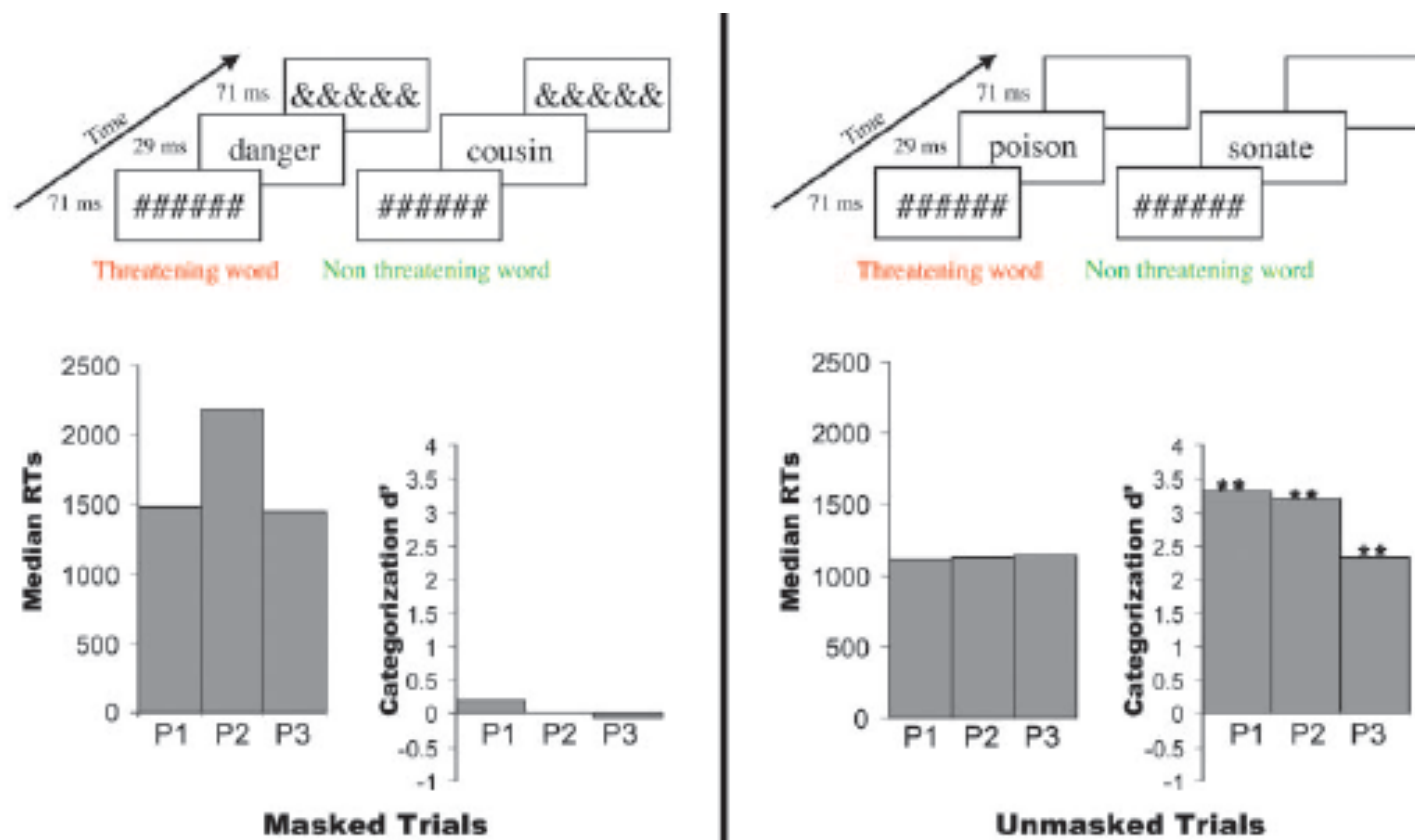 71 ms
&&&&&
&&&&&
Time
29 ms
danger
cousin
71 ms
######
######
Threatening word
Non threatening word
2500
2000
1500
1000
500
0
Median RTs
P1 P2 P3
4
3.5
3
2.5
2
1.5
1
0.5
0
-0.5
-1
Categorization d'
P1 P2 P3
Masked Trials
71 ms
Time
29 ms
poison
sonate
71 ms
######
######
Threatening word
Non threatening word
2500
2000
1500
1000
500
0
Median RTs
P1 P2 P3
4
3.5
3
2.5
2
1.5
1
0.5
0
-0.5
-1
Categorization d'
**
**
**
P1 P2 P3
Unmasked Trials